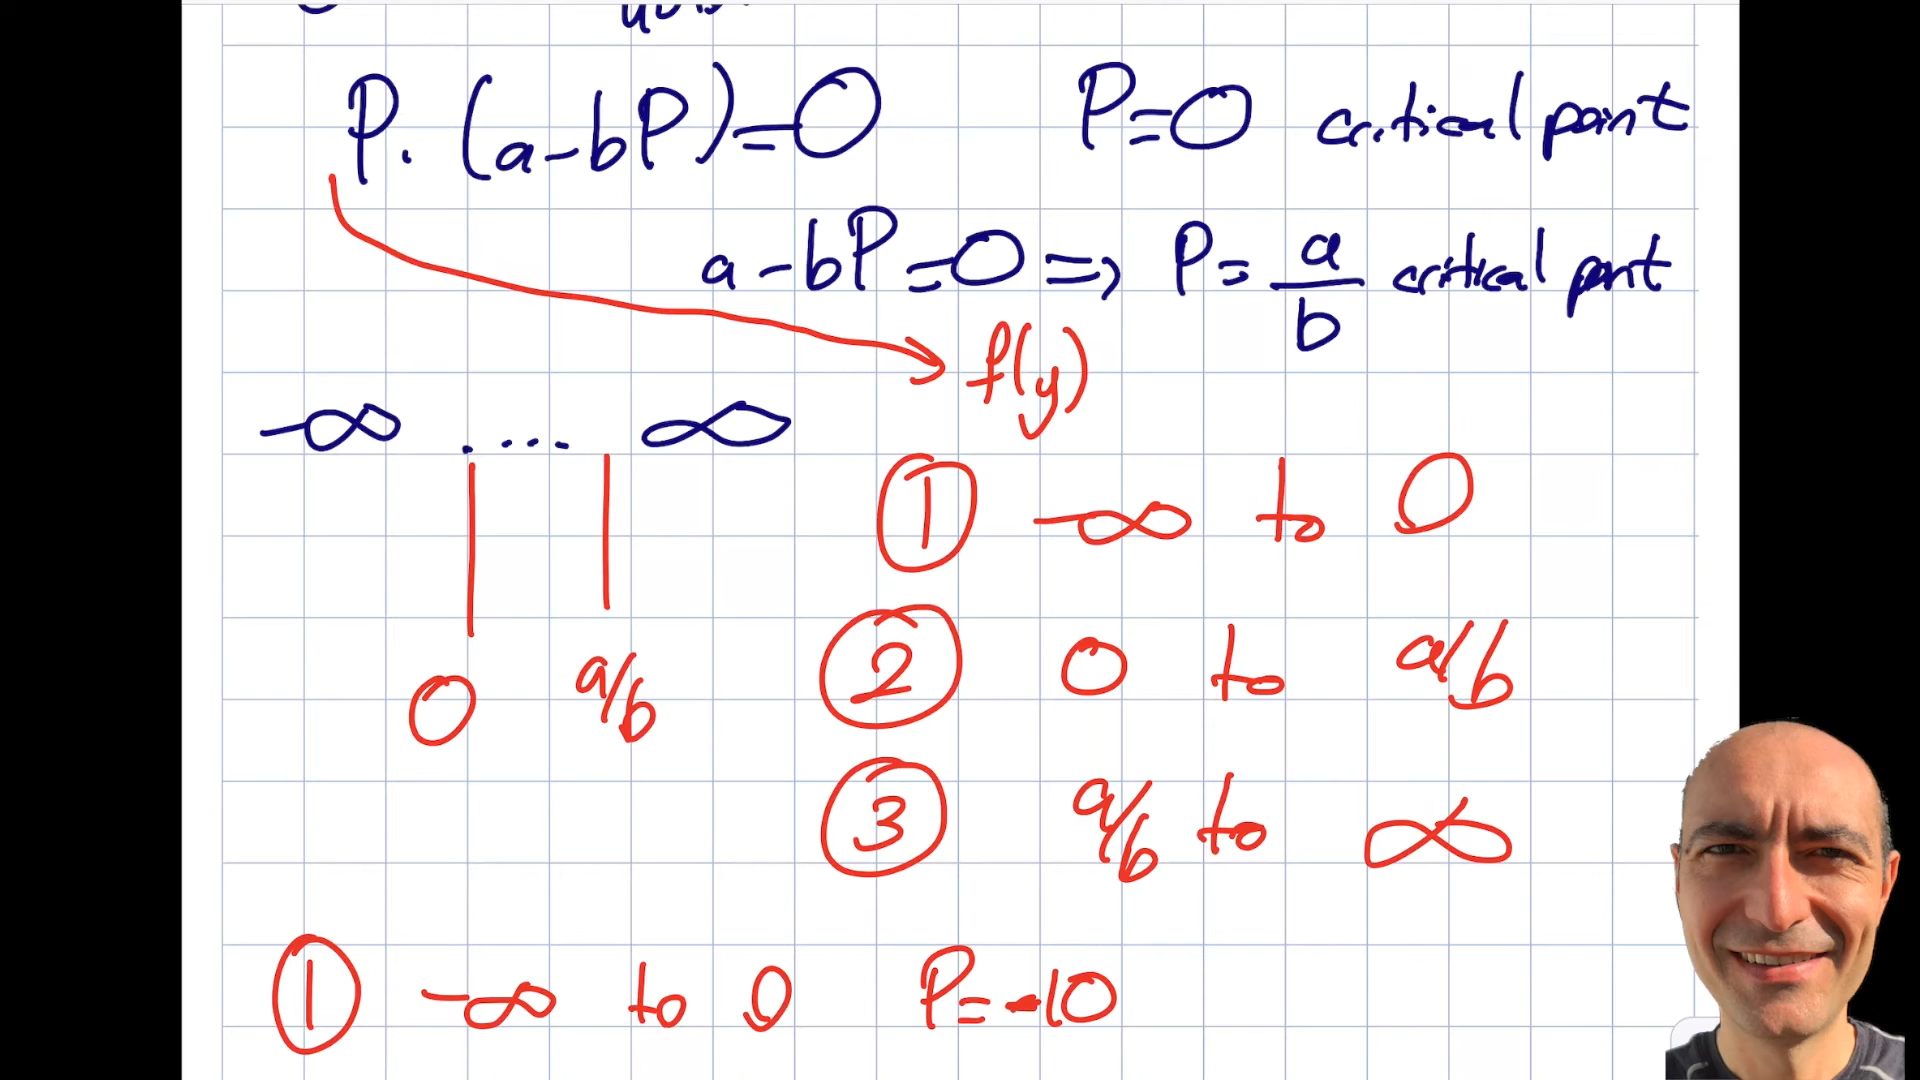 P. (a-bP)=0 P=0 critical point
a-bP=0 => P= a/b critical point
f(y)
-∞ ..... ∞
0 a/b
① -∞ to 0
② 0 to a/b
③ a/b to ∞
① -∞ to 0 P=-10